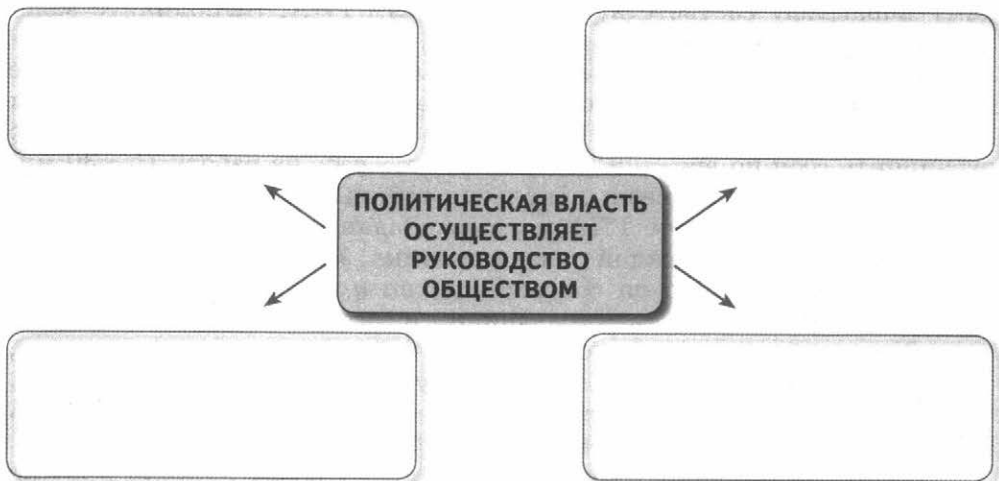 ПОЛИТИЧЕСКАЯ ВЛАСТЬ
ОСУЩЕСТВЛЯЕТ
РУКОВОДСТВО
ОБЩЕСТВОМ